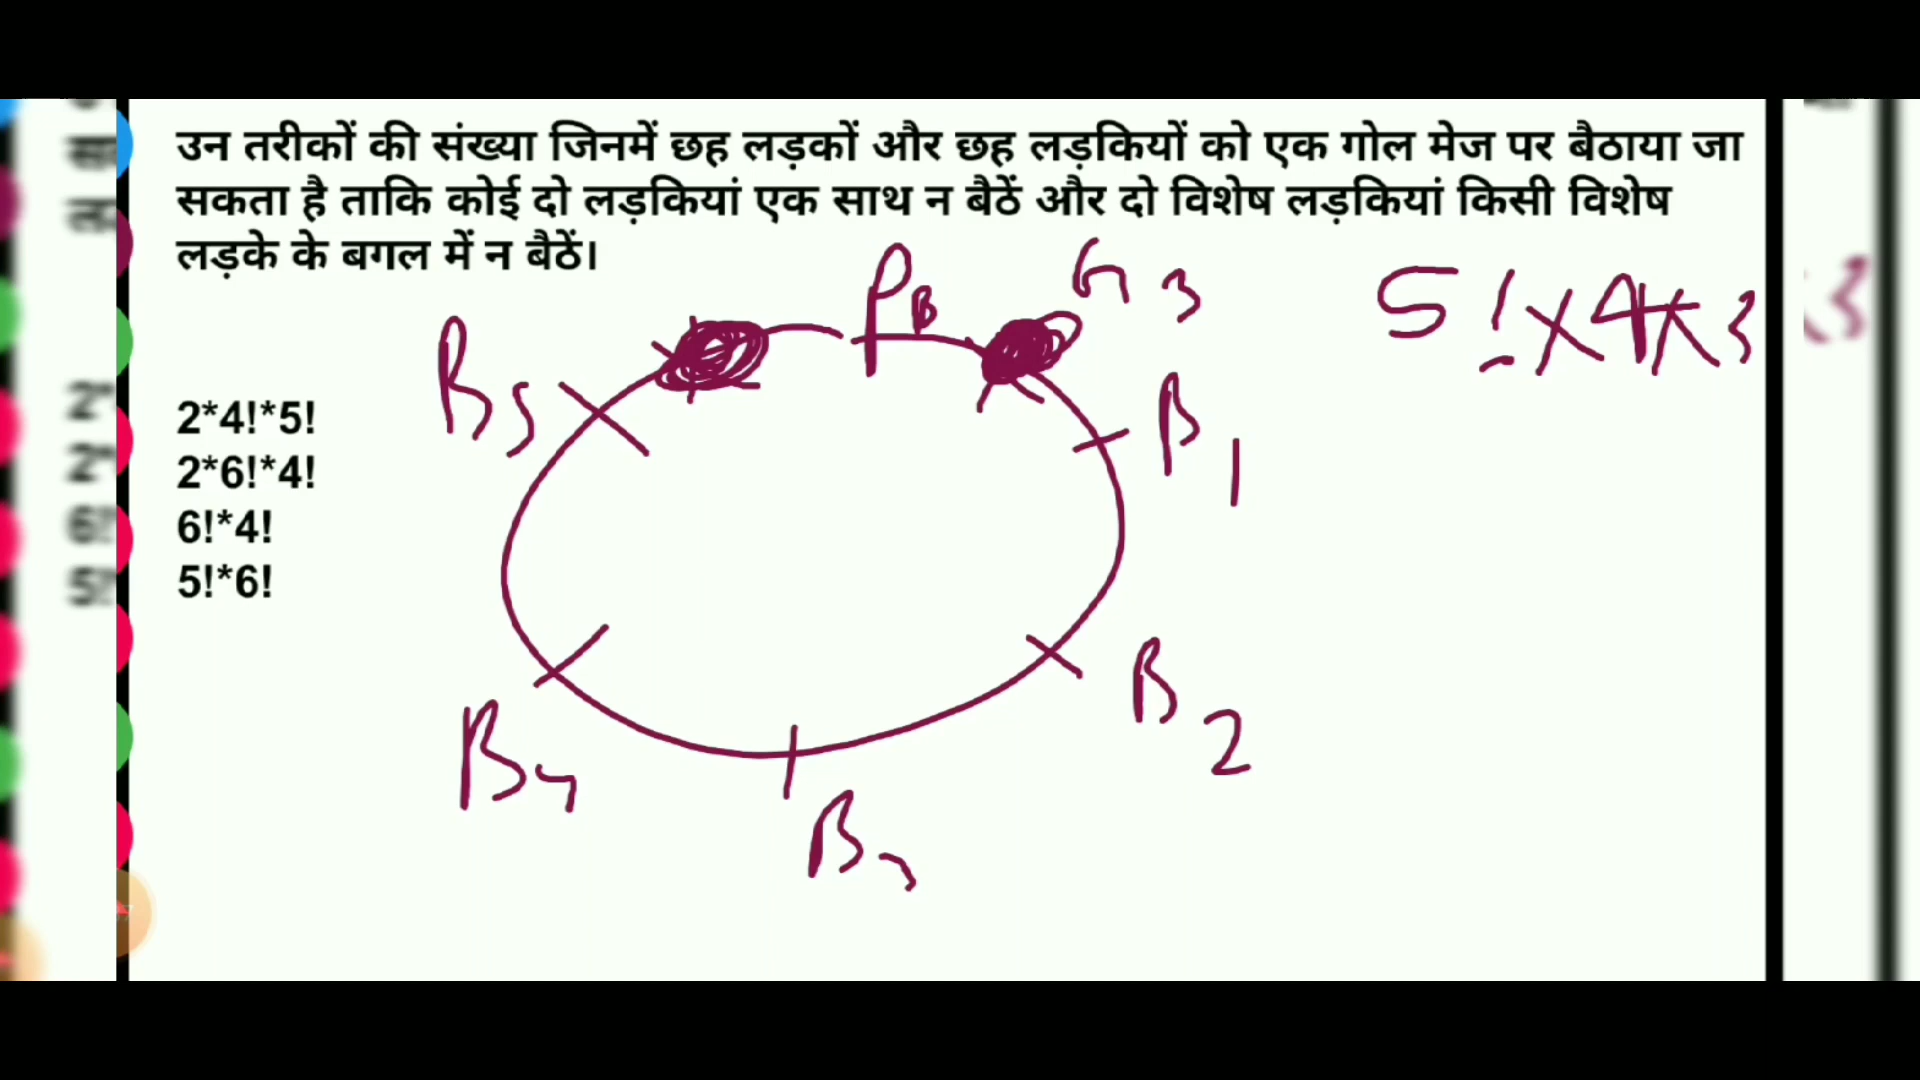 उन तरीकों की संख्या जिनमें छह लड़कों और छह लड़कियों को एक गोल मेज पर बैठाया जा
सकता है ताकि कोई दो लड़कियां एक साथ न बैठें और दो विशेष लड़कियां किसी विशेष
लड़के के बगल में न बैठें।
PB
G3
5!×4×3
B5
B1
2*4!*5!
2*6!*4!
6!*4!
5!*6!
B2
B4
B3